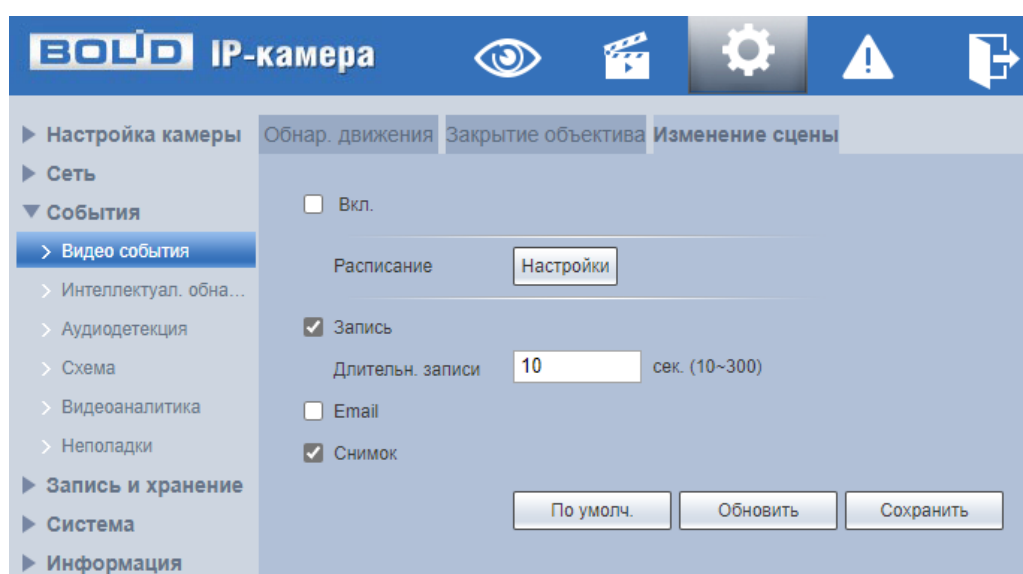 BOLID IP-камера
Настройка камеры
Сеть
События
Видео события
Интеллектуал. обна...
Аудиодетекция
Схема
Видеоаналитика
Неполадки
Запись и хранение
Система
Информация
Обнар. движения Закрытие объектива Изменение сцены
Вкл.
Расписание Настройки
Запись
Длительн. записи 10 сек. (10~300)
Email
Снимок
По умолч. Обновить Сохранить